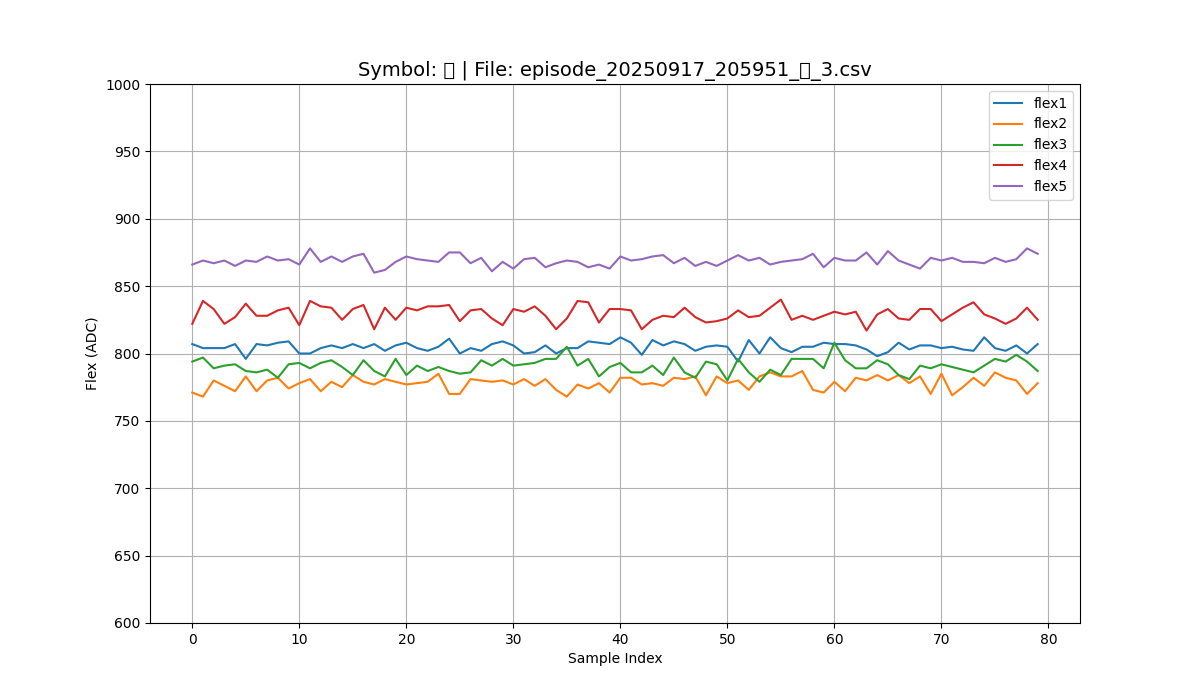 Symbol: | File: episode_20250917_205951_ _3.csv
1000
950
900
850
800
750
700
650
600
Flex (ADC)
flex1
flex2
flex3
flex4
flex5
0 10 20 30 40 50 60 70 80
Sample Index